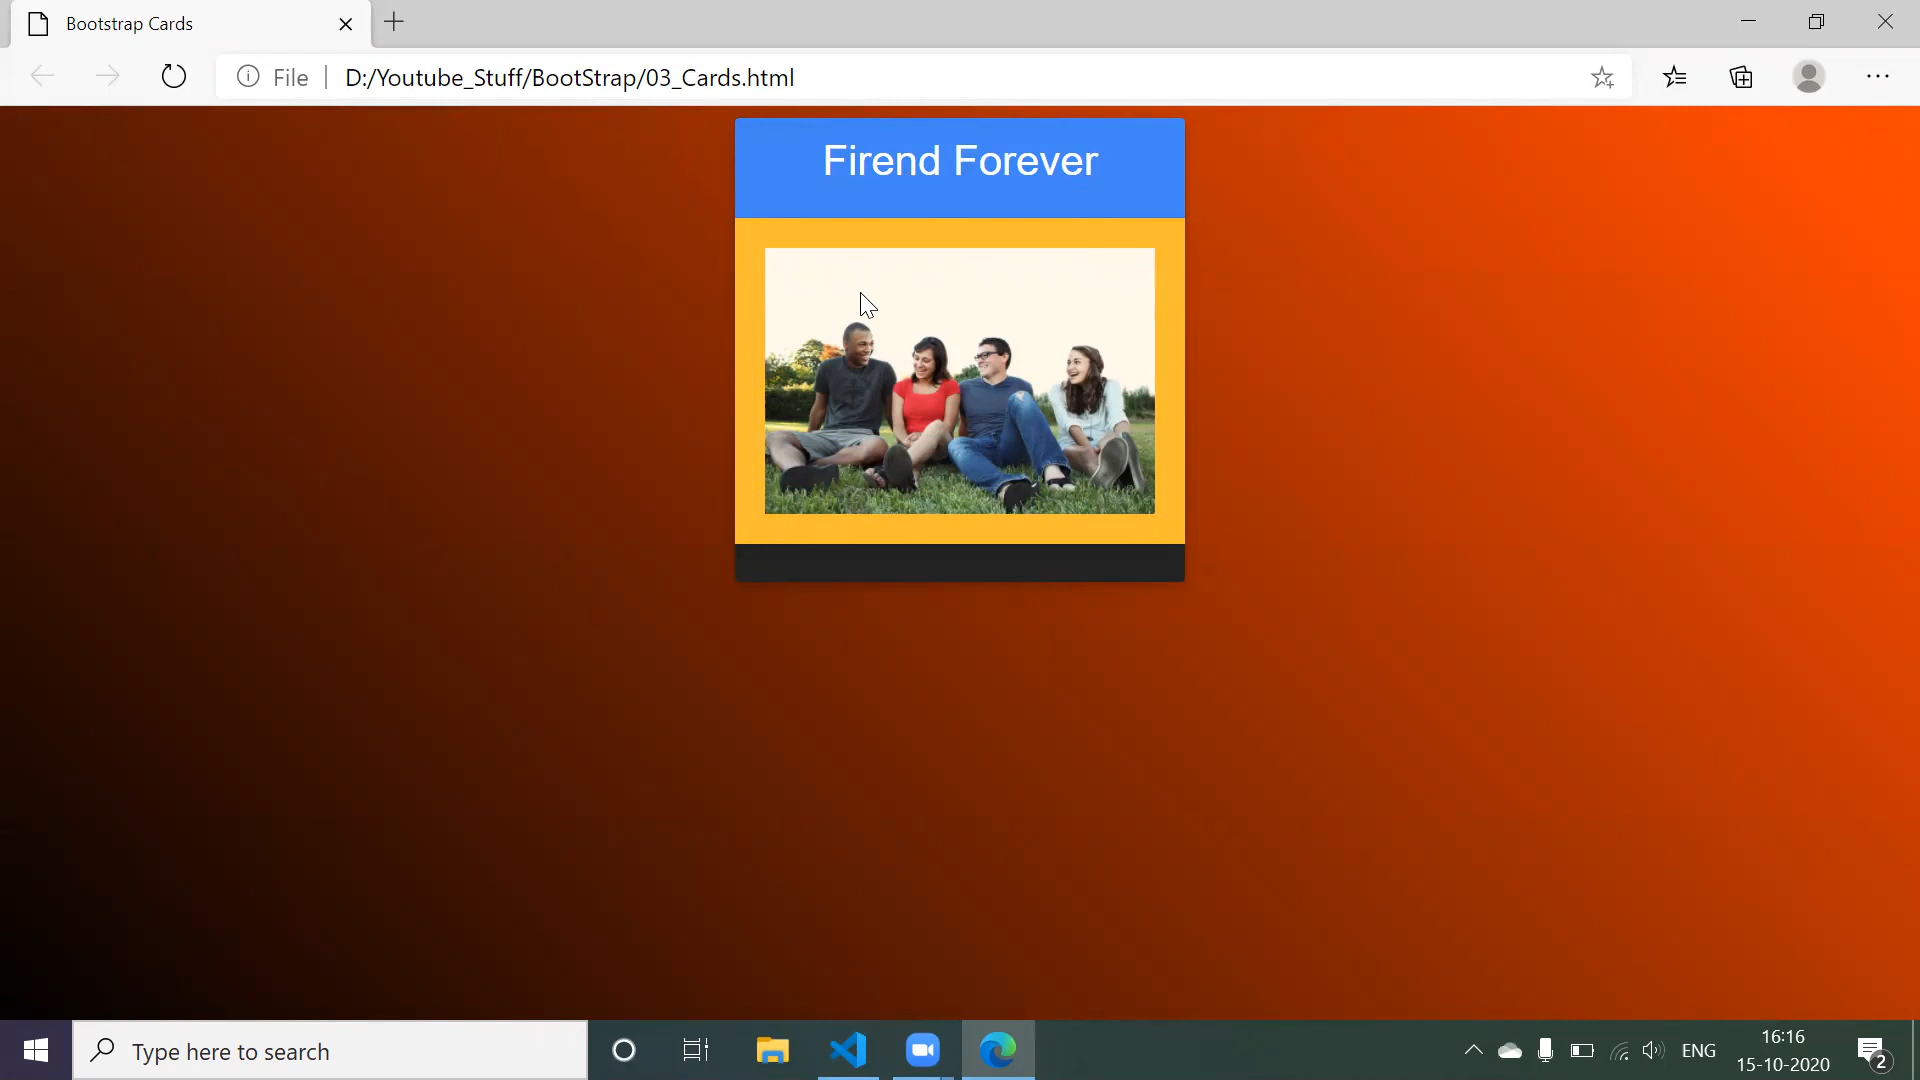 Bootstrap Cards
File
D:/Youtube_Stuff/BootStrap/03_Cards.html
Firend Forever
Type here to search
ENG
16:16
15-10-2020
2